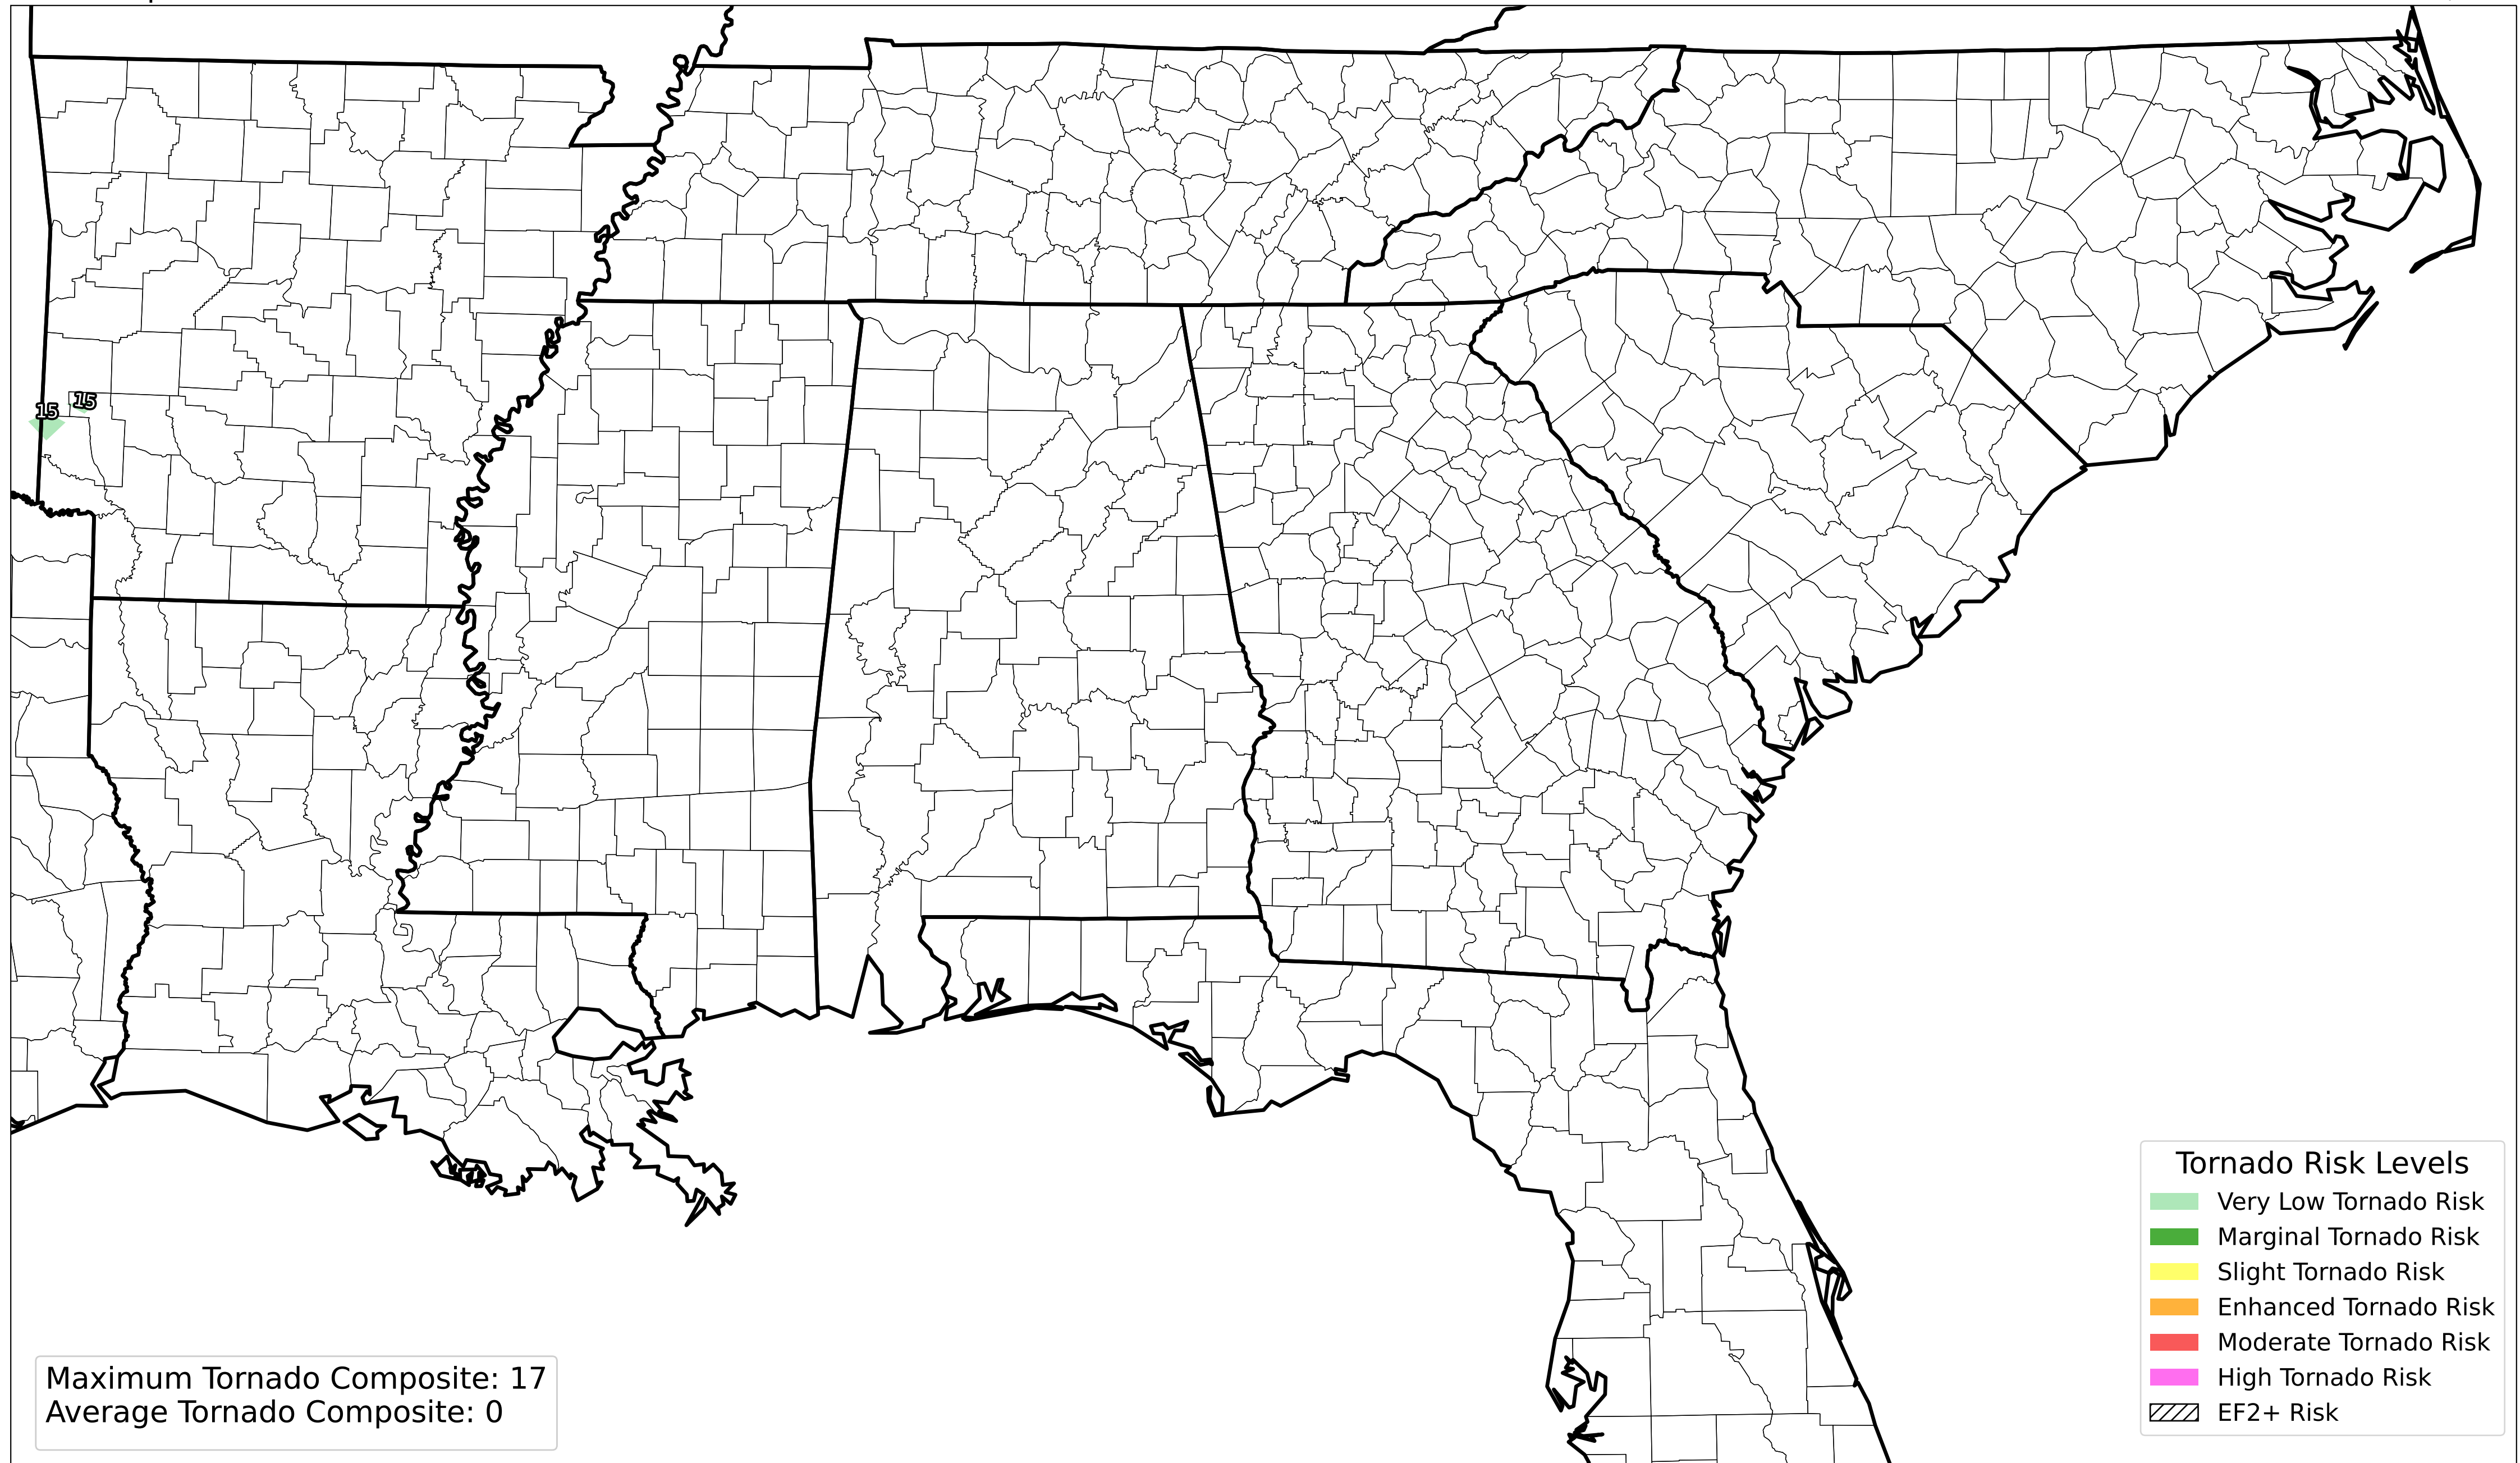 15 15
Tornado Risk Levels
Very Low Tornado Risk
Marginal Tornado Risk
Slight Tornado Risk
Enhanced Tornado Risk
Moderate Tornado Risk
High Tornado Risk
EF2+ Risk
Maximum Tornado Composite: 17
Average Tornado Composite: 0